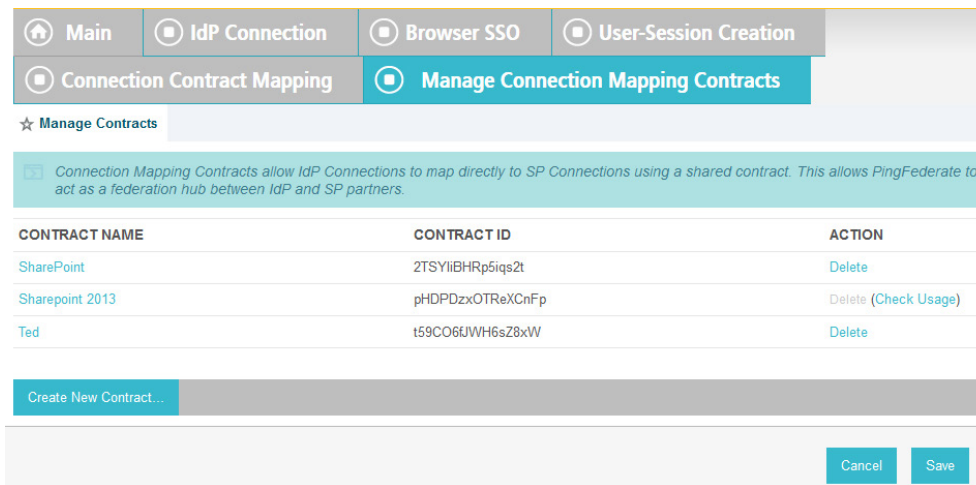 Main IdP Connection Browser SSO User-Session Creation
Connection Contract Mapping Manage Connection Mapping Contracts
Manage Contracts
Connection Mapping Contracts allow IdP Connections to map directly to SP Connections using a shared contract. This allows PingFederate to
act as a federation hub between IdP and SP partners.
CONTRACT NAME CONTRACT ID ACTION
SharePoint 2TSYliBHRp5iqs2t Delete
Sharepoint 2013 pHDPDzxOTReXCnFp Delete (Check Usage)
Ted t59CO6fJWH6sZ8xW Delete
Create New Contract...
Cancel Save